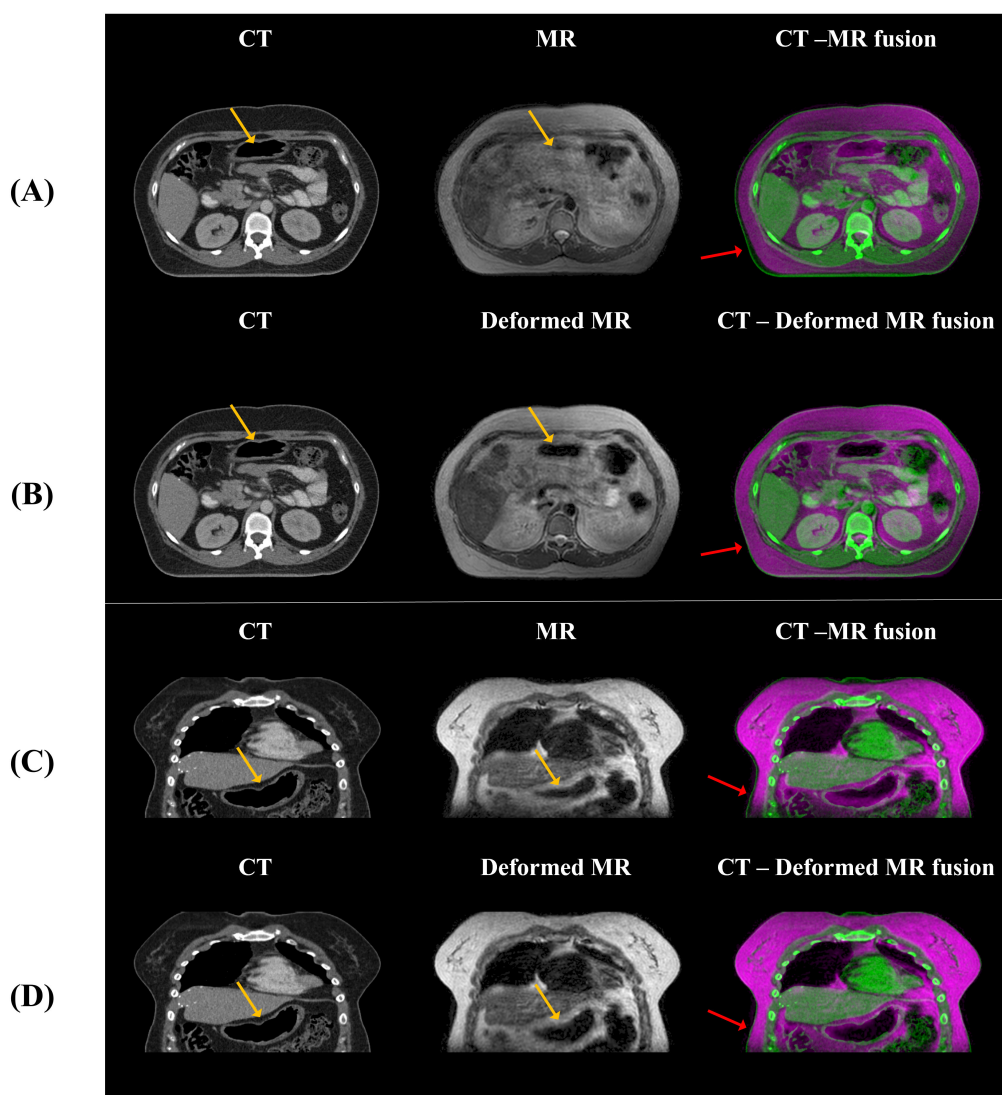 CT MR CT –MR fusion
(A)
CT Deformed MR CT – Deformed MR fusion
(B)
CT MR CT –MR fusion
(C)
CT Deformed MR CT – Deformed MR fusion
(D)